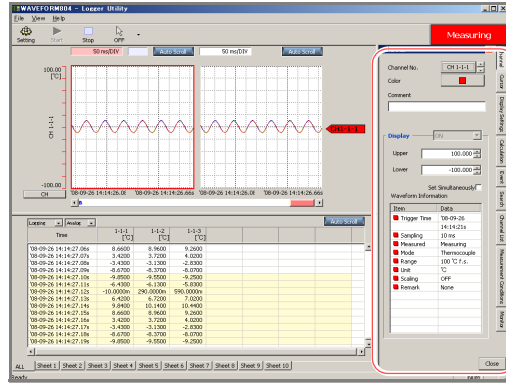 WAVEFORM804 - Logger Utility
File View Help
Setting Start Stop OFF
Measuring
50 ms/DIV Auto Scroll 50 ms/DIV Auto Scroll
100.00
[°C]
CH 1-1-1
-100.00
CH
'08-09-26 14:14:26.0s '08-09-26 14:14:26.66s '08-09-26 14:14:26.66s
CH1-1-1
Logging Analog Auto Scroll
Time 1-1-1 1-1-2 1-1-3
[°C] [°C] [°C]
'08-09-26 14:14:27.06s 8.6600 8.9600 9.2600
'08-09-26 14:14:27.07s 3.4200 3.7200 4.0200
'08-09-26 14:14:27.08s -3.4300 -3.1300 -2.8300
'08-09-26 14:14:27.09s -8.6700 -8.3700 -8.0700
'08-09-26 14:14:27.10s -9.8500 -9.5500 -9.2500
'08-09-26 14:14:27.11s -6.4300 -6.1300 -5.8300
'08-09-26 14:14:27.12s -10.0000m 290.0000m 590.0000m
'08-09-26 14:14:27.13s 6.4200 6.7200 7.0200
'08-09-26 14:14:27.14s 9.8400 10.1400 10.4400
'08-09-26 14:14:27.15s 8.6600 8.9600 9.2600
'08-09-26 14:14:27.16s 3.4200 3.7200 4.0200
'08-09-26 14:14:27.17s -3.4300 -3.1300 -2.8300
'08-09-26 14:14:27.18s -8.6700 -8.3700 -8.0700
'08-09-26 14:14:27.19s -9.8500 -9.5500 -9.2500
ALL Sheet 1 Sheet 2 Sheet 3 Sheet 4 Sheet 5 Sheet 6 Sheet 7 Sheet 8 Sheet 9 Sheet 10
Ready
NUM
Channel No. CH 1-1-1
Color
Comment
Display ON
Upper 100.000
Lower -100.000
Set Simultaneously
Waveform Information
Item Data
Trigger Time '08-09-26
14:14:21s
Sampling 10 ms
Measured Measuring
Mode Thermocouple
Range 100 °C f.s.
Unit °C
Scaling OFF
Remark None
Close
Channel
Cursor
Display Settings
Calculation
Event
Search
Channel List
Measurement Conditions
Monitor